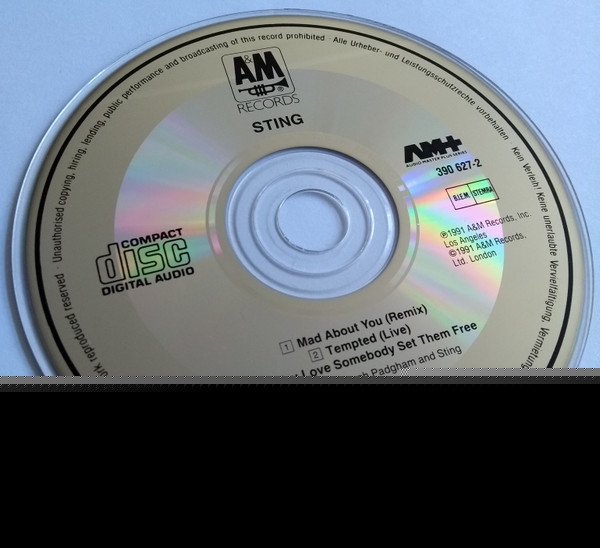 · Unauthorised copying, hiring, lending, public performance and broadcasting of this record prohibited · Alle Urheber- und Leistungsschutzrechte vorbehalten · Kein Verleih! Keine unerlaubte Vervielfältigung, Vermietung,
reproduced reserved
A&M
RECORDS
STING
AM+
AUDIO MASTER PLUS SERIES
390 627-2
B.I.E.M. STEMRA
℗1991 A&M Records, Inc.
Los Angeles
©1991 A&M Records,
Ltd. London
COMPACT
disc
DIGITAL AUDIO
1 Mad About You (Remix)
2 Tempted (Live)
Love Somebody Set Them Free
Padgham and Sting